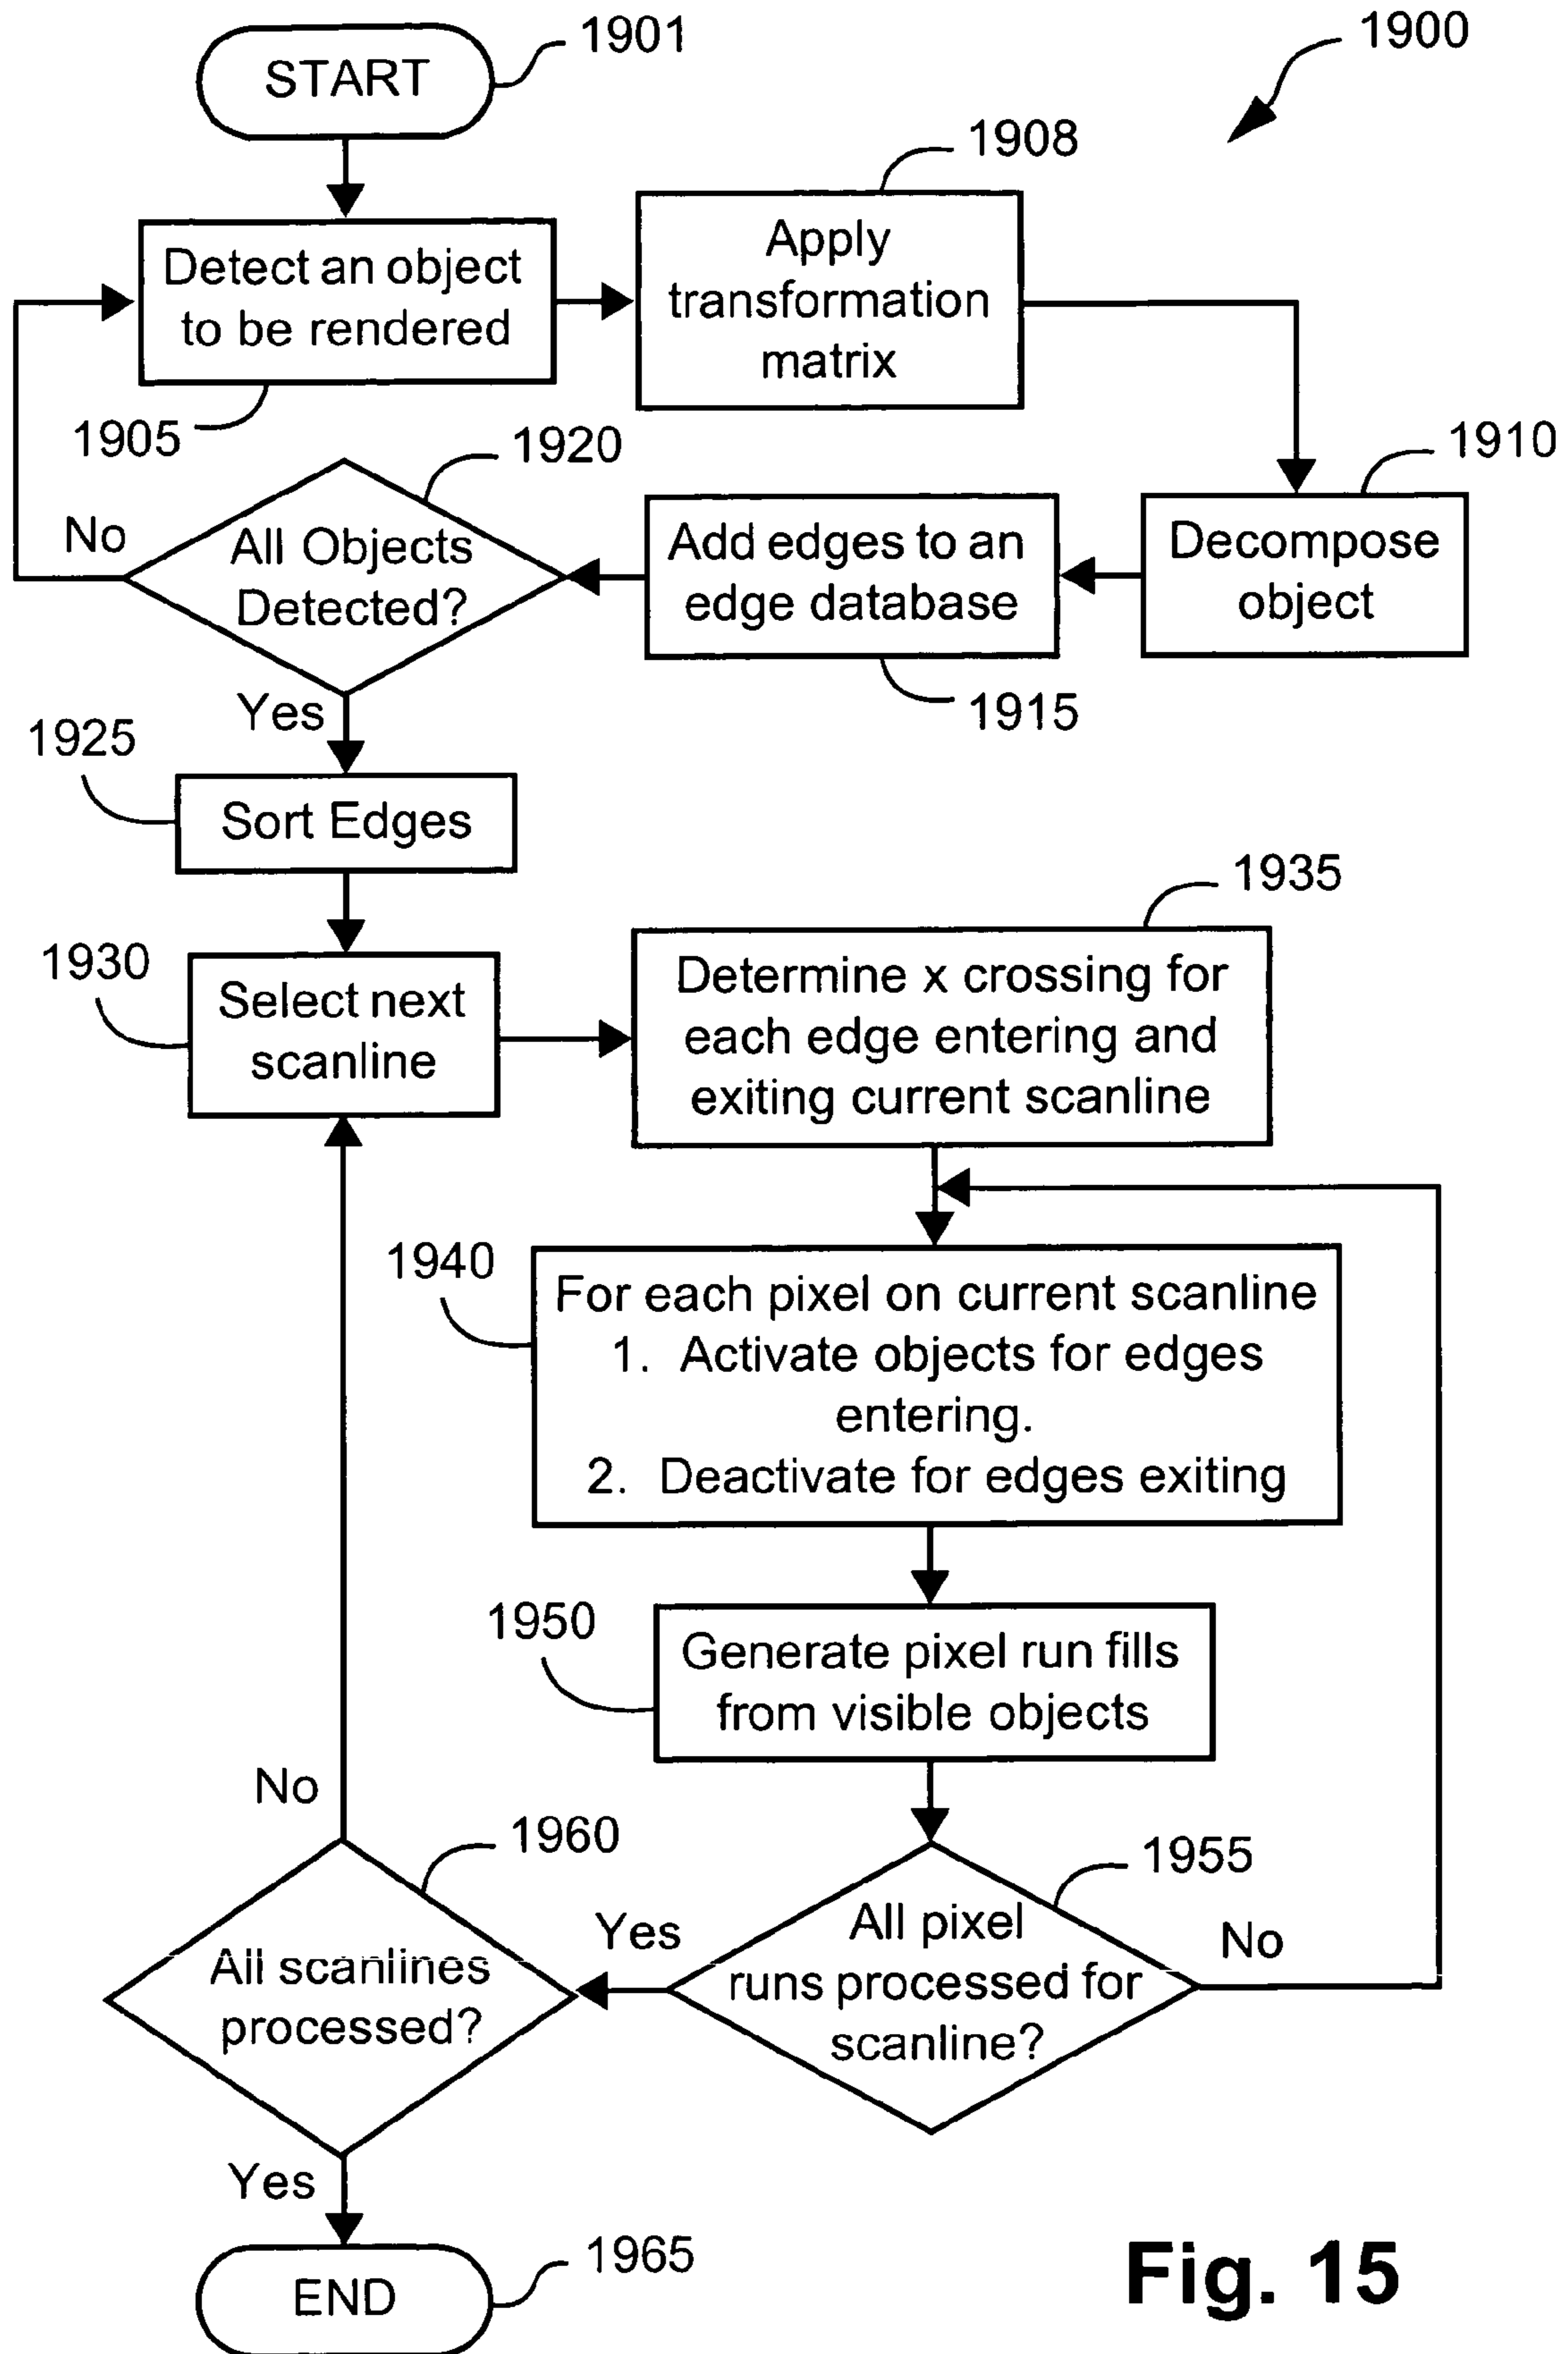 1901
1900
START
1908
Apply
transformation
matrix
Detect an object
to be rendered
1905
1920
1910
No
All Objects
Detected?
Add edges to an
edge database
Decompose
object
1915
Yes
1925
Sort Edges
1935
1930
Select next
scanline
Determine x crossing for
each edge entering and
exiting current scanline
1940
For each pixel on current scanline
1. Activate objects for edges
entering.
2. Deactivate for edges exiting
1950
Generate pixel run fills
from visible objects
No
1960
1955
All pixel
runs processed for
scanline?
Yes
No
All scanlines
processed?
Yes
1965
END
Fig. 15